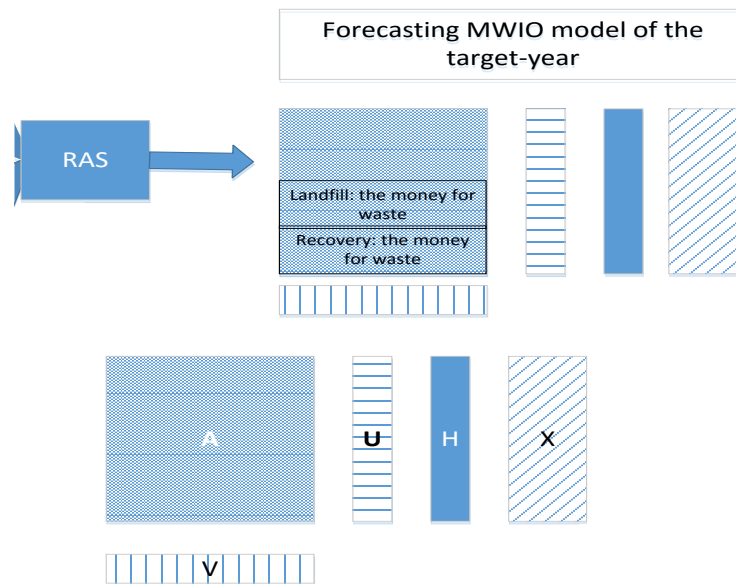 Forecasting MWIO model of the
target-year
RAS
Landfill: the money for
waste
Recovery: the money
for waste
A
U
H
X
V